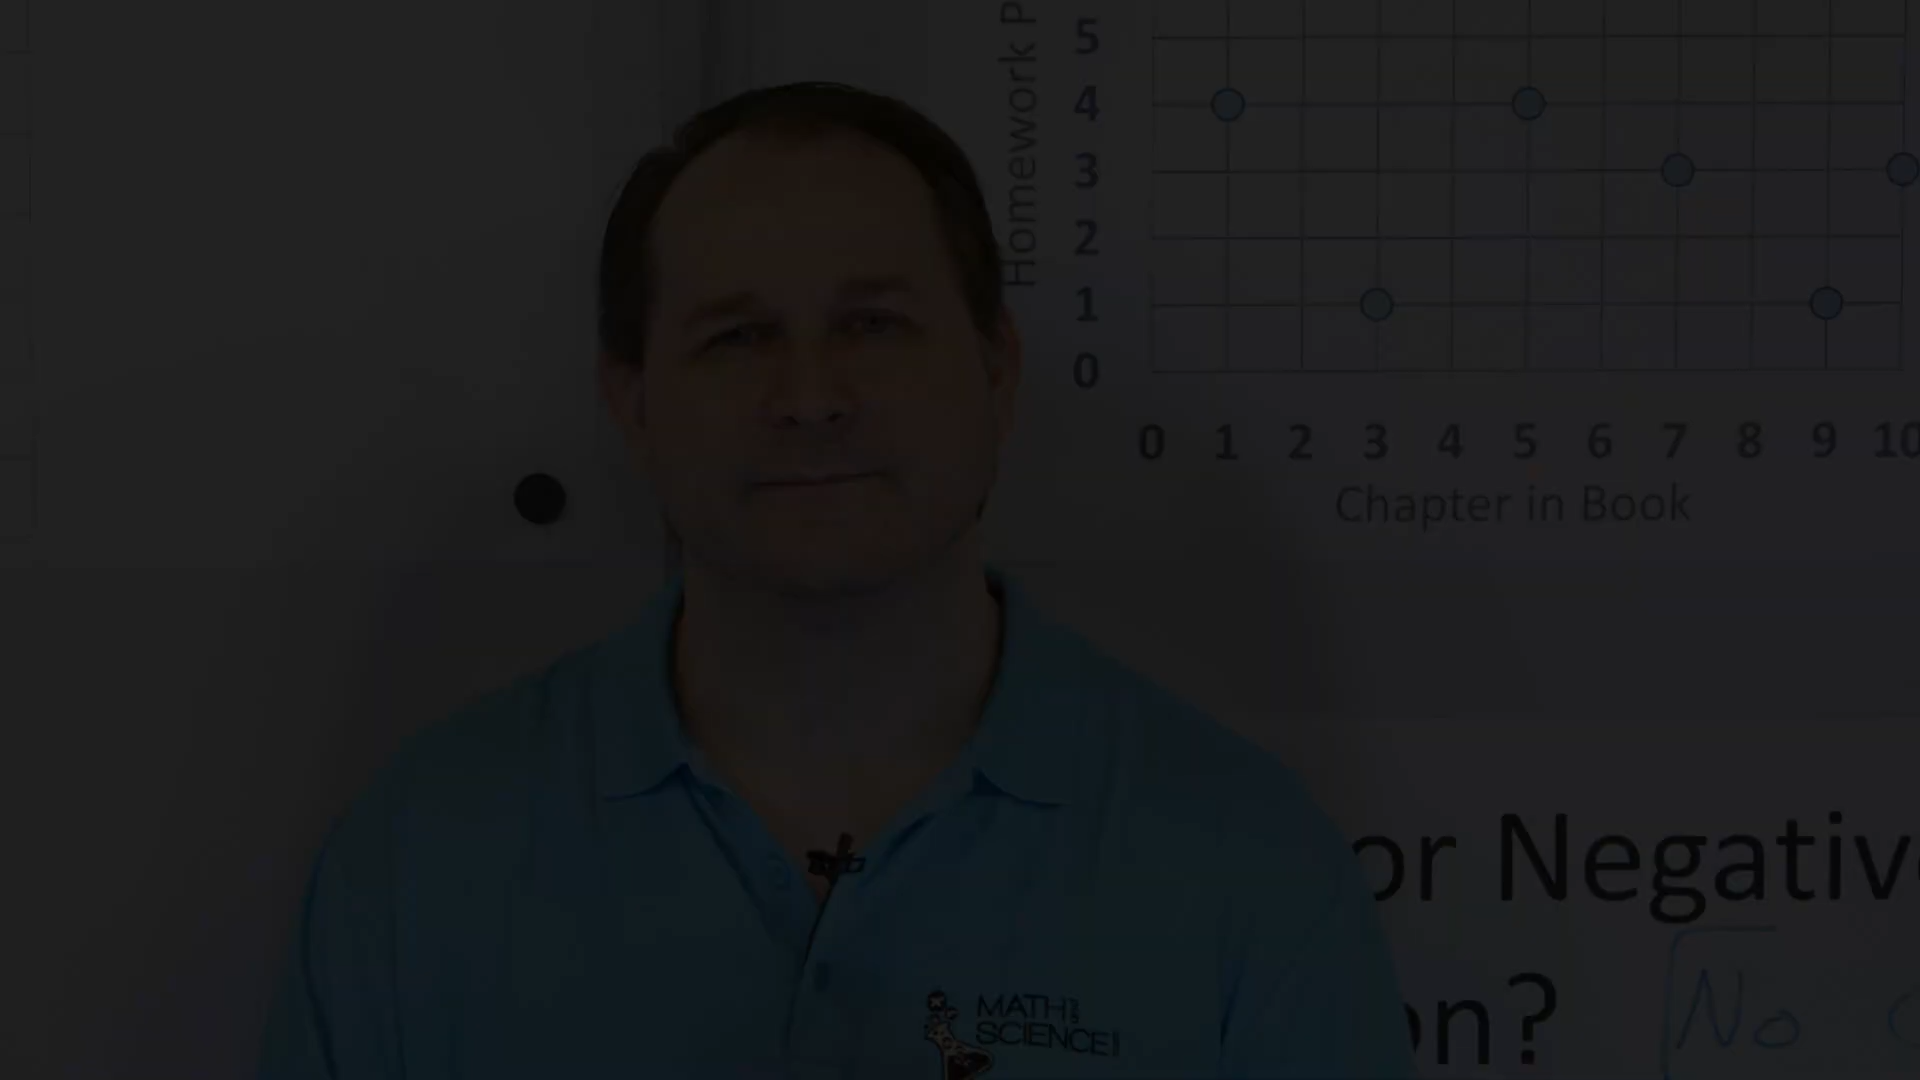 Homework P
5
4
3
2
1
0
0 1 2 3 4 5 6 7 8 9 10
Chapter in Book
or Negativ
on?
No
MATH AND
SCIENCE